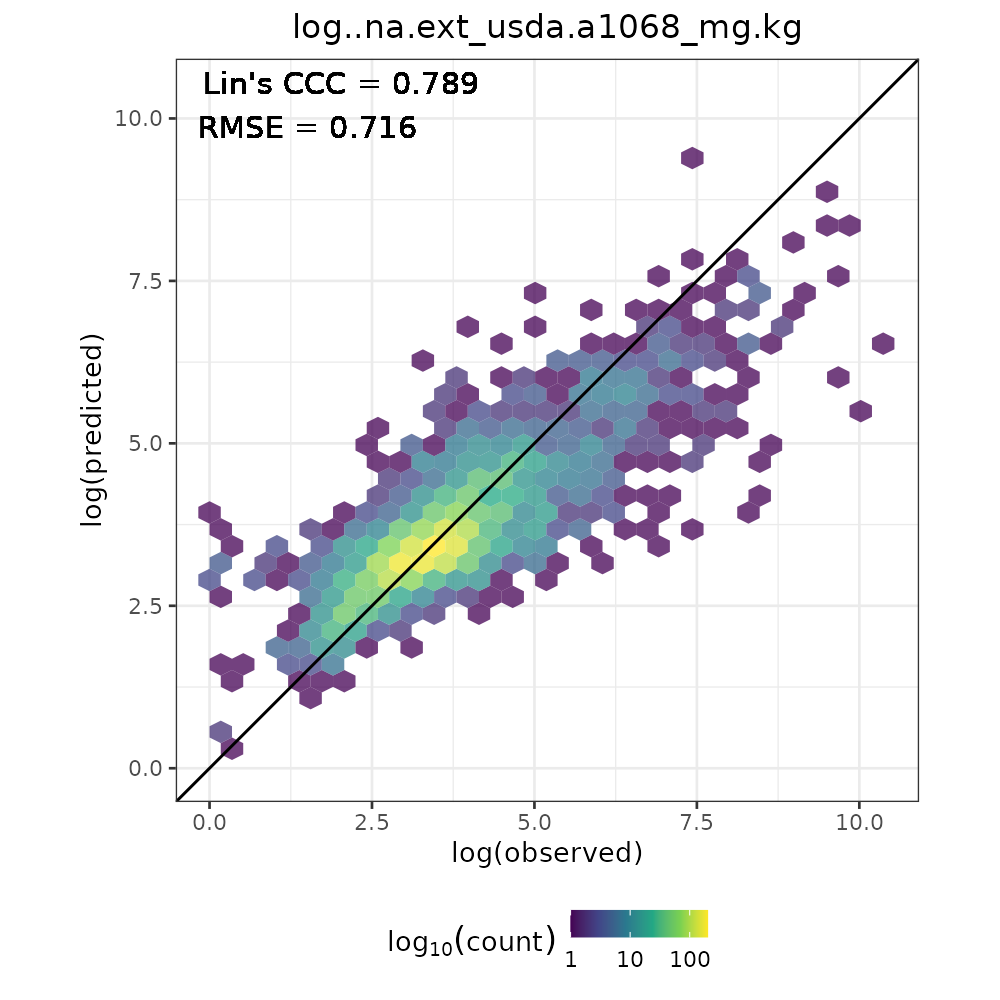 log..na.ext_usda.a1068_mg.kg
Lin's CCC = 0.789
RMSE = 0.716
10.0
7.5
5.0
2.5
0.0
log(predicted)
0.0 2.5 5.0 7.5 10.0
log(observed)
log₁₀(count)
1 10 100